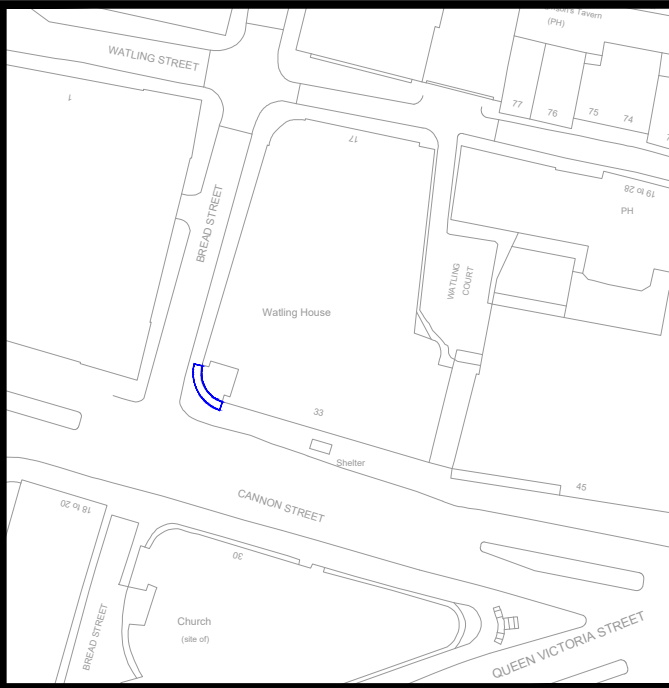 Tavern
(PH)
WATLING STREET
1
77
76
75
74
17
19 to 28
PH
BREAD STREET
WATLING
COURT
Watling House
33
Shelter
45
CANNON STREET
18 to 20
30
Church
(site of)
BREAD STREET
QUEEN VICTORIA STREET